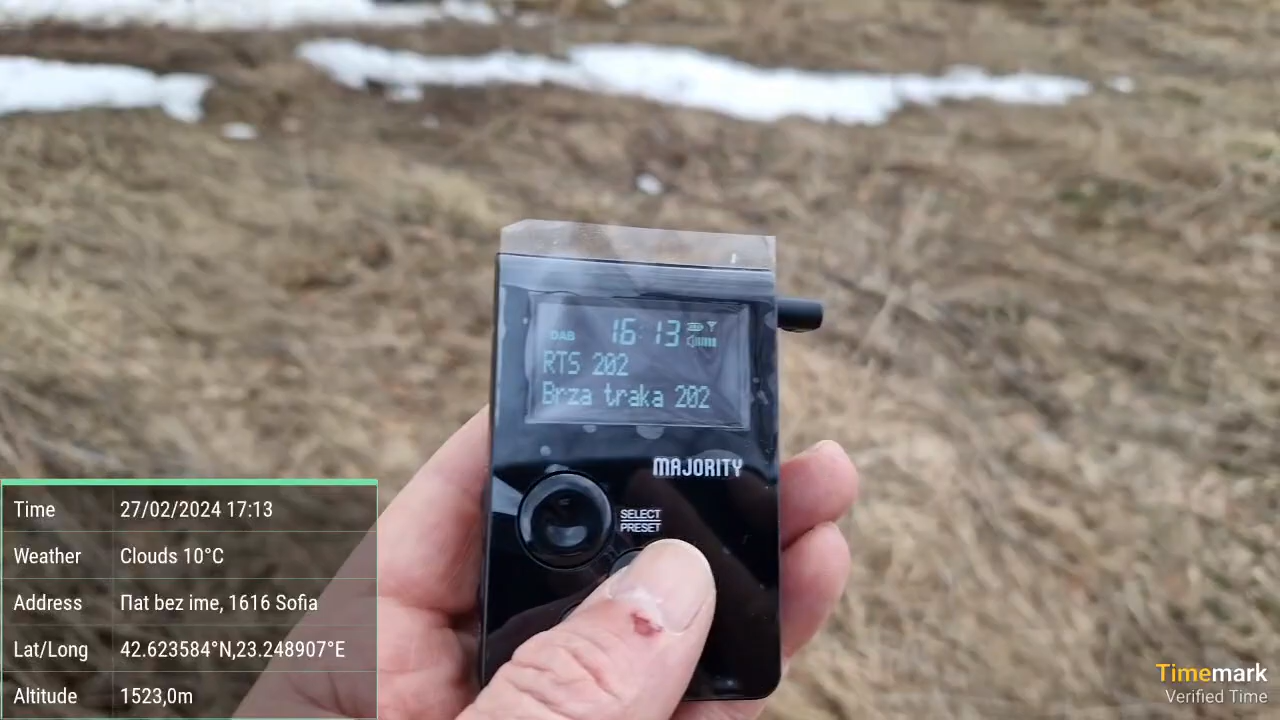 DAB 16:13
RTS 202
Brza traka 202
MAJORITY
SELECT
PRESET
Time 27/02/2024 17:13
Weather Clouds 10°C
Address Пat bez ime, 1616 Sofia
Lat/Long 42.623584°N,23.248907°E
Altitude 1523,0m
Timemark
Verified Time